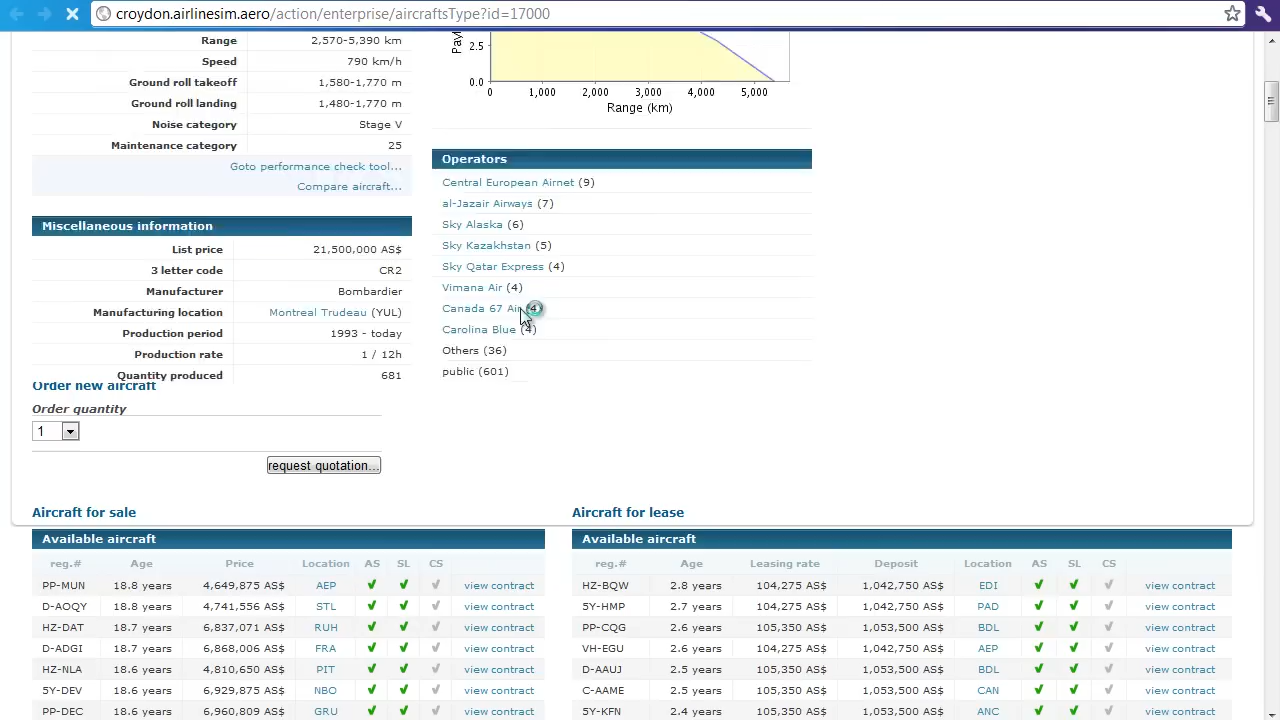 croydon.airlinesim.aero/action/enterprise/aircraftsType?id=17000
Range 2,570-5,390 km
Speed 790 km/h
Ground roll takeoff 1,580-1,770 m
Ground roll landing 1,480-1,770 m
Noise category Stage V
Maintenance category 25
Goto performance check tool...
Compare aircraft...
Miscellaneous information
List price 21,500,000 AS$
3 letter code CR2
Manufacturer Bombardier
Manufacturing location Montreal Trudeau (YUL)
Production period 1993 - today
Production rate 1 / 12h
Quantity produced 681
Order new aircraft
Order quantity
1
request quotation...
2.5
0.0
0 1,000 2,000 3,000 4,000 5,000
Range (km)
Operators
Central European Airnet (9)
al-Jazair Airways (7)
Sky Alaska (6)
Sky Kazakhstan (5)
Sky Qatar Express (4)
Vimana Air (4)
Canada 67
Carolina Blue (4)
Others (36)
public (601)
Aircraft for sale
Available aircraft
reg.# Age Price Location AS SL CS
PP-MUN 18.8 years 4,649,875 AS$ AEP view contract
D-AOQY 18.8 years 4,741,556 AS$ STL view contract
HZ-DAT 18.7 years 6,837,071 AS$ RUH view contract
D-ADGI 18.7 years 6,868,006 AS$ FRA view contract
HZ-NLA 18.6 years 4,810,650 AS$ PIT view contract
5Y-DEV 18.6 years 6,929,875 AS$ NBO view contract
PP-DEC 18.6 years 6,960,809 AS$ GRU view contract
Aircraft for lease
Available aircraft
reg.# Age Leasing rate Deposit Location AS SL CS
HZ-BQW 2.8 years 104,275 AS$ 1,042,750 AS$ EDI view contract
5Y-HMP 2.7 years 104,275 AS$ 1,042,750 AS$ PAD view contract
PP-CQG 2.6 years 105,350 AS$ 1,053,500 AS$ BDL view contract
VH-EGU 2.6 years 104,275 AS$ 1,042,750 AS$ AEP view contract
D-AAUJ 2.5 years 105,350 AS$ 1,053,500 AS$ BDL view contract
C-AAME 2.5 years 105,350 AS$ 1,053,500 AS$ CAN view contract
5Y-KFN 2.4 years 105,350 AS$ 1,053,500 AS$ ANC view contract